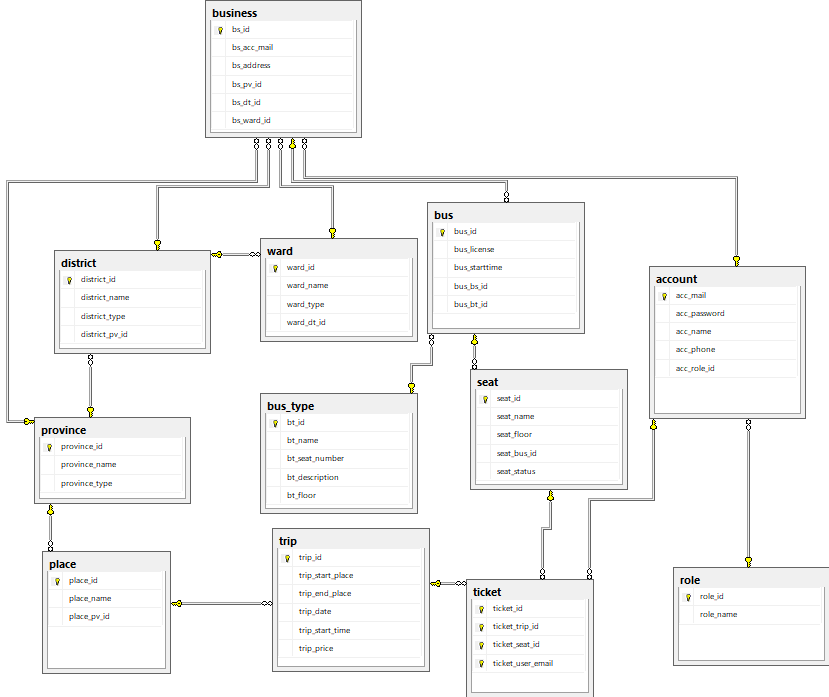 business
bs_id
bs_acc_mail
bs_address
bs_pv_id
bs_dt_id
bs_ward_id
district
district_id
district_name
district_type
district_pv_id
ward
ward_id
ward_name
ward_type
ward_dt_id
bus
bus_id
bus_license
bus_starttime
bus_bs_id
bus_bt_id
account
acc_mail
acc_password
acc_name
acc_phone
acc_role_id
province
province_id
province_name
province_type
bus_type
bt_id
bt_name
bt_seat_number
bt_description
bt_floor
seat
seat_id
seat_name
seat_floor
seat_bus_id
seat_status
place
place_id
place_name
place_pv_id
trip
trip_id
trip_start_place
trip_end_place
trip_date
trip_start_time
trip_price
ticket
ticket_id
ticket_trip_id
ticket_seat_id
ticket_user_email
role
role_id
role_name